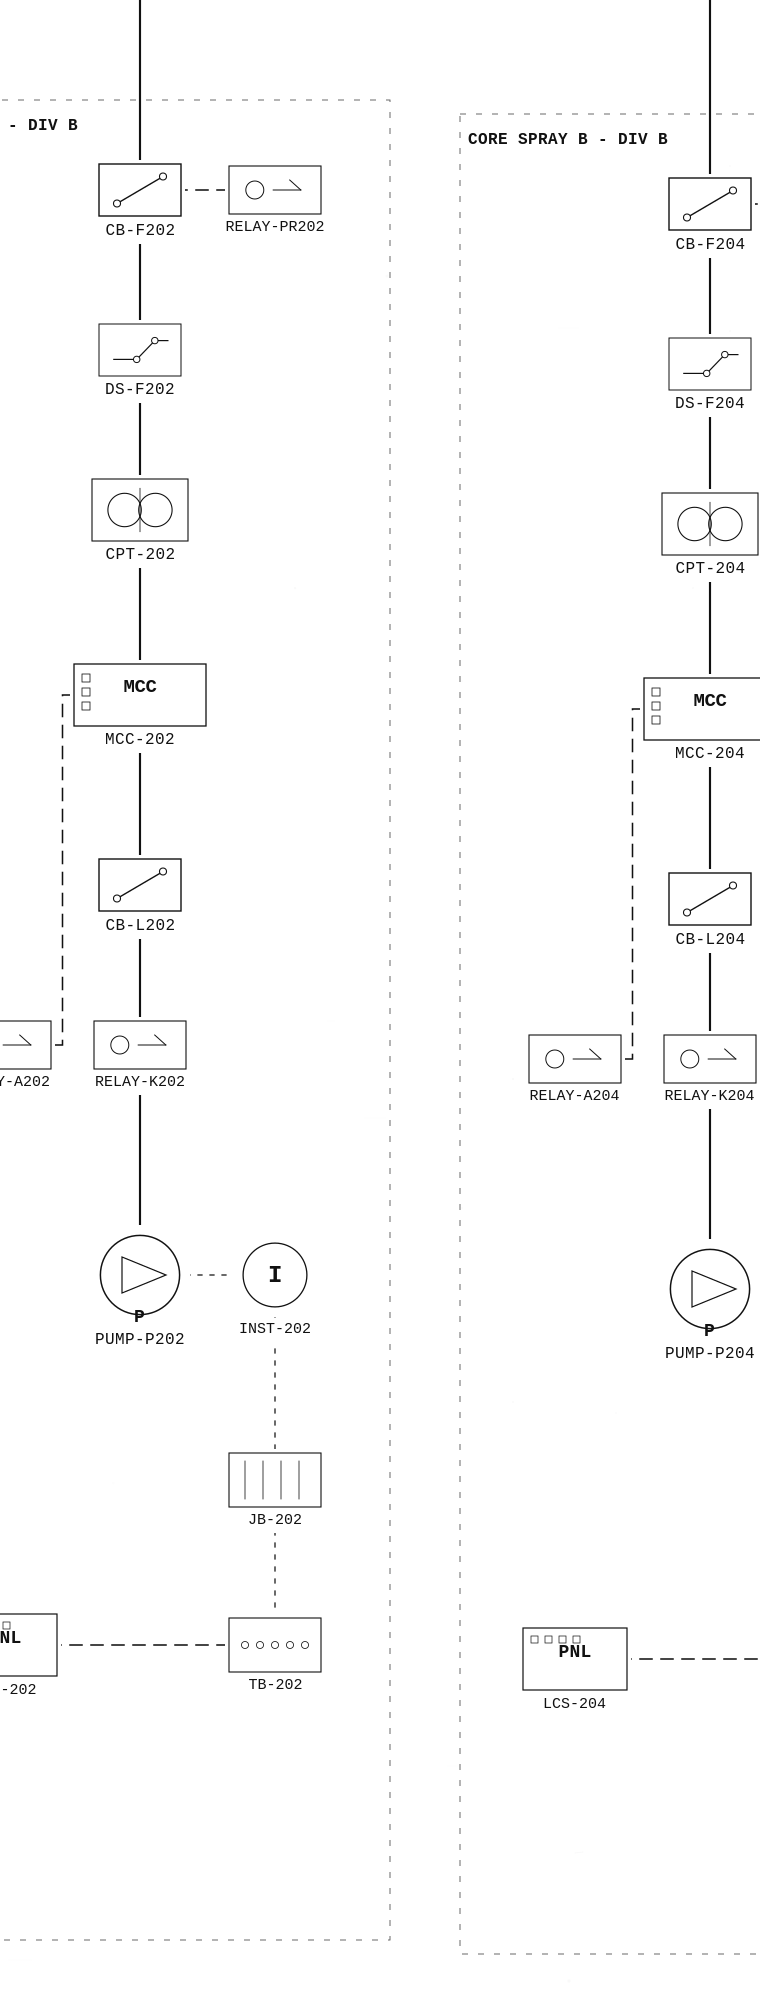 - DIV B
CB-F202
RELAY-PR202
DS-F202
CPT-202
MCC
MCC-202
CB-L202
Y-A202
RELAY-K202
P
PUMP-P202
I
INST-202
JB-202
NL
-202
TB-202
CORE SPRAY B - DIV B
CB-F204
DS-F204
CPT-204
MCC
MCC-204
CB-L204
RELAY-A204
RELAY-K204
P
PUMP-P204
PNL
LCS-204